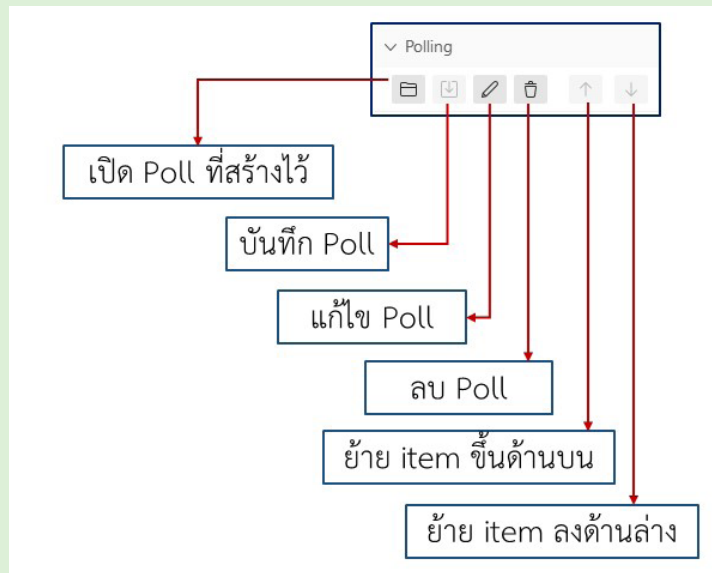 Polling
เปิด Poll ที่สร้างไว้
บันทึก Poll
แก้ไข Poll
ลบ Poll
ย้าย item ขึ้นด้านบน
ย้าย item ลงด้านล่าง